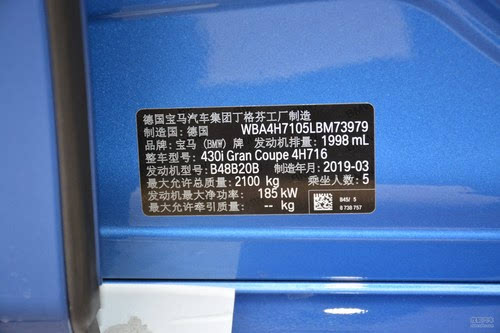 德国宝马汽车集团丁格芬工厂制造
制造国: 德国 WBA4H7105LBM73979
品牌: 宝马 (BMW) 牌 发动机排量: 1998 mL
整车型号: 430i Gran Coupe 4H716
发动机型号: B48B20B 制造年月: 2019-03
最大允许总质量: 2100 kg 乘坐人数: 5
发动机最大净功率: 185 kW
最大允许牵引质量: -- kg
B45/ 5
8 738 757